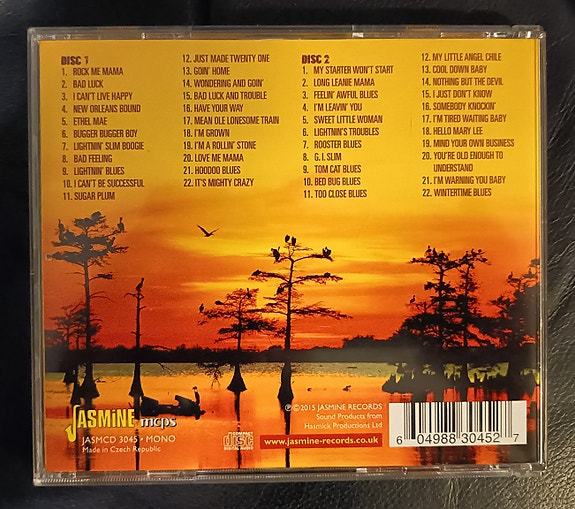 DISC 1
1. ROCK ME MAMA
2. BAD LUCK
3. I CAN'T LIVE HAPPY
4. NEW ORLEANS BOUND
5. ETHEL MAE
6. BUGGER BUGGER BOY
7. LIGHTNIN' SLIM BOOGIE
8. BAD FEELING
9. LIGHTNIN' BLUES
10. I CAN'T BE SUCCESSFUL
11. SUGAR PLUM
12. JUST MADE TWENTY ONE
13. GOIN' HOME
14. WONDERING AND GOIN'
15. BAD LUCK AND TROUBLE
16. HAVE YOUR WAY
17. MEAN OLE LONESOME TRAIN
18. I'M GROWN
19. I'M A ROLLIN' STONE
20. LOVE ME MAMA
21. HOODOO BLUES
22. IT'S MIGHTY CRAZY
DISC 2
1. MY STARTER WON'T START
2. LONG LEANIE MAMA
3. FEELIN' AWFUL BLUES
4. I'M LEAVIN' YOU
5. SWEET LITTLE WOMAN
6. LIGHTNIN'S TROUBLES
7. ROOSTER BLUES
8. G.I. SLIM
9. TOM CAT BLUES
10. BED BUG BLUES
11. TOO CLOSE BLUES
12. MY LITTLE ANGEL CHILE
13. COOL DOWN BABY
14. NOTHING BUT THE DEVIL
15. I JUST DON'T KNOW
16. SOMEBODY KNOCKIN'
17. I'M TIRED WAITING BABY
18. HELLO MARY LEE
19. MIND YOUR OWN BUSINESS
20. YOU'RE OLD ENOUGH TO
UNDERSTAND
21. I'M WARNING YOU BABY
22. WINTERTIME BLUES
JASMINE mcps
JASMCD 3045 • MONO
Made in Czech Republic
COMPACT
disc
DIGITAL AUDIO
℗©2015 JASMINE RECORDS
Sound Products from
Hasmick Productions Ltd
www.jasmine-records.co.uk
6 04988 30452 7